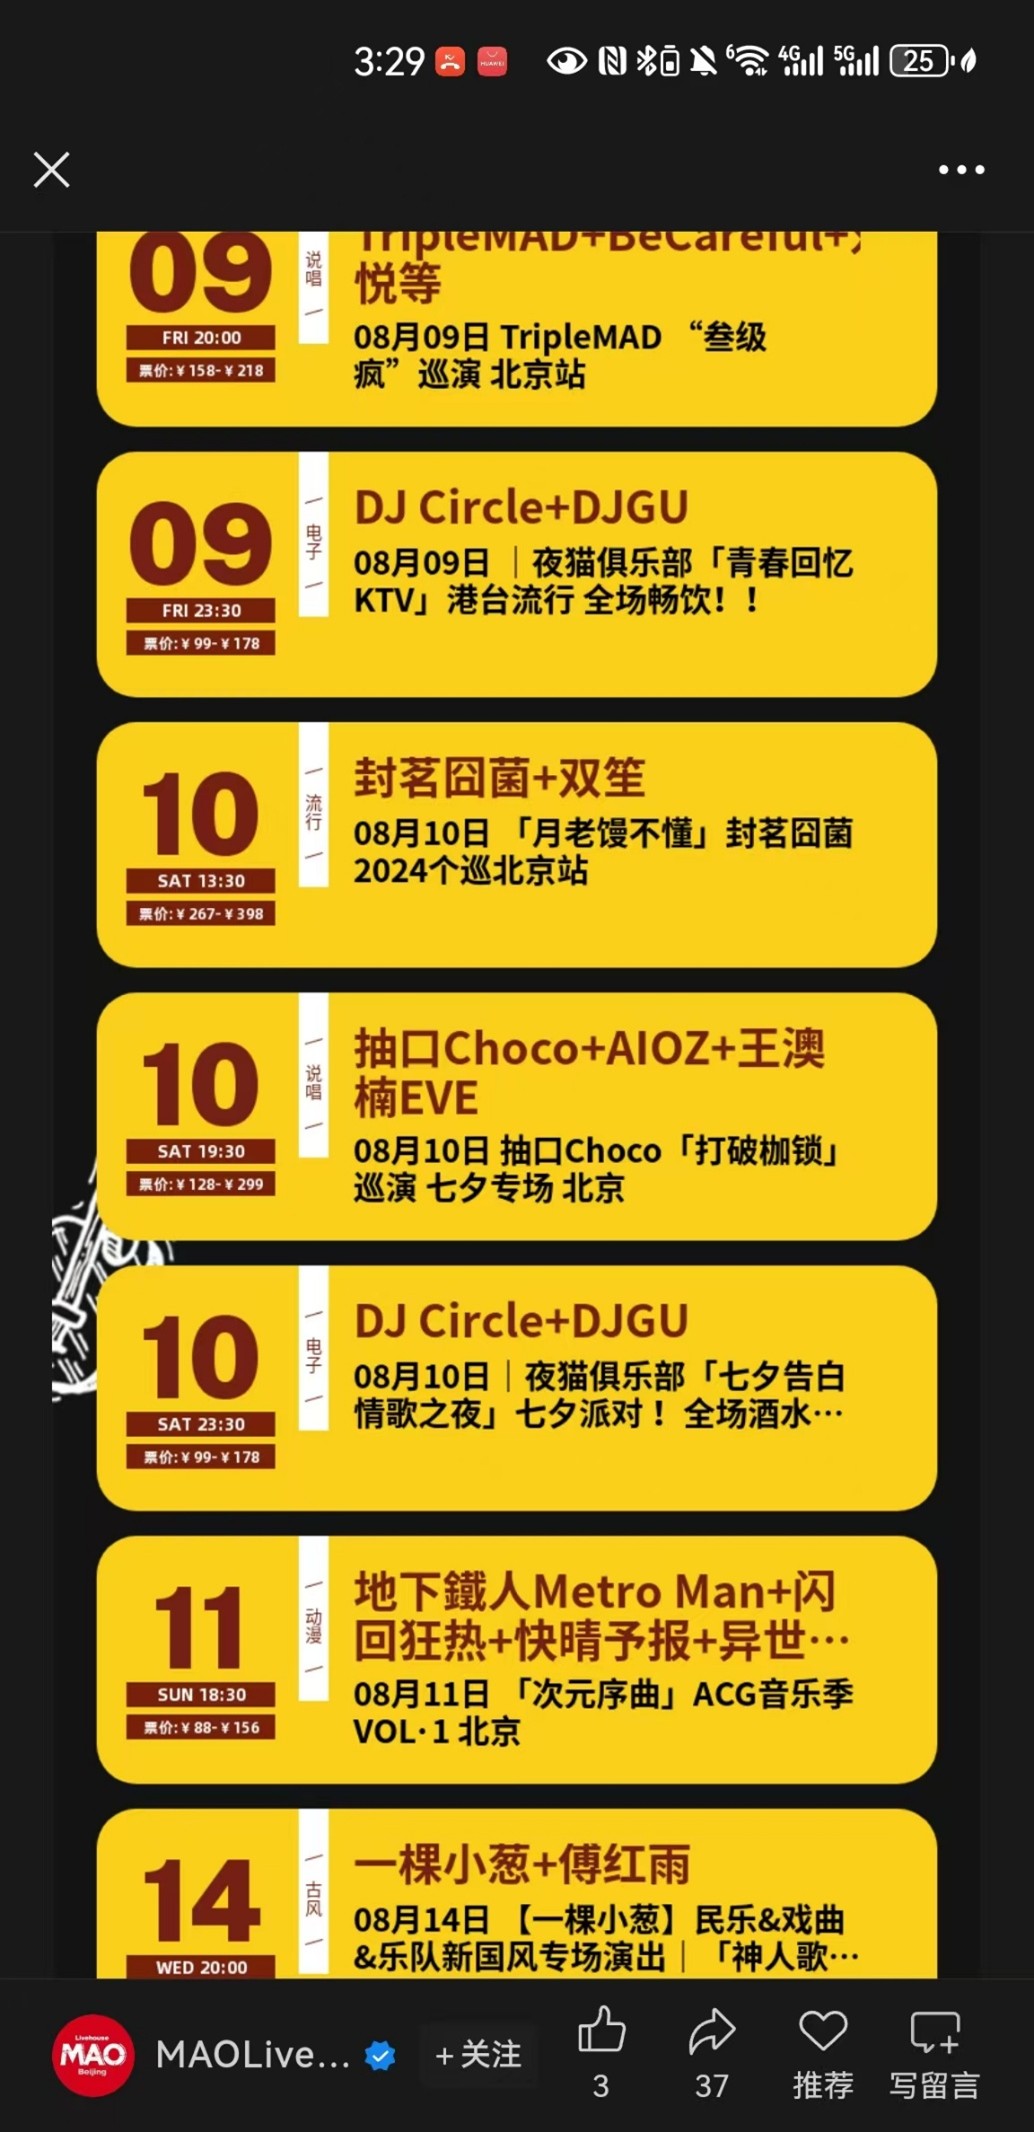 3:29
HUAWEI
6
4G
5G
25
09
说唱
TripleMAD+BeCareful+
悦等
FRI 20:00
票价:¥158-¥218
08月09日 TripleMAD “叁级
疯”巡演 北京站
09
电子
DJ Circle+DJGU
FRI 23:30
票价:¥99-¥178
08月09日｜夜猫俱乐部「青春回忆
KTV」港台流行 全场畅饮！！
10
流行
封茗囧菌+双笙
SAT 13:30
票价:¥267-¥398
08月10日「月老馒不懂」封茗囧菌
2024个巡北京站
10
说唱
抽口Choco+AIOZ+王澳
楠EVE
SAT 19:30
票价:¥128-¥299
08月10日 抽口Choco「打破枷锁」
巡演 七夕专场 北京
10
电子
DJ Circle+DJGU
SAT 23:30
票价:¥99-¥178
08月10日｜夜猫俱乐部「七夕告白
情歌之夜」七夕派对！ 全场酒水…
11
动漫
地下鐵人Metro Man+闪
回狂热+快晴予报+异世…
SUN 18:30
票价:¥88-¥156
08月11日「次元序曲」ACG音乐季
VOL·1 北京
14
古风
一棵小葱+傅红雨
WED 20:00
08月14日【一棵小葱】民乐&戏曲
&乐队新国风专场演出｜「神人歌…
Livehouse
MAO
Beijing
MAOLive...
+关注
3
37
推荐
写留言